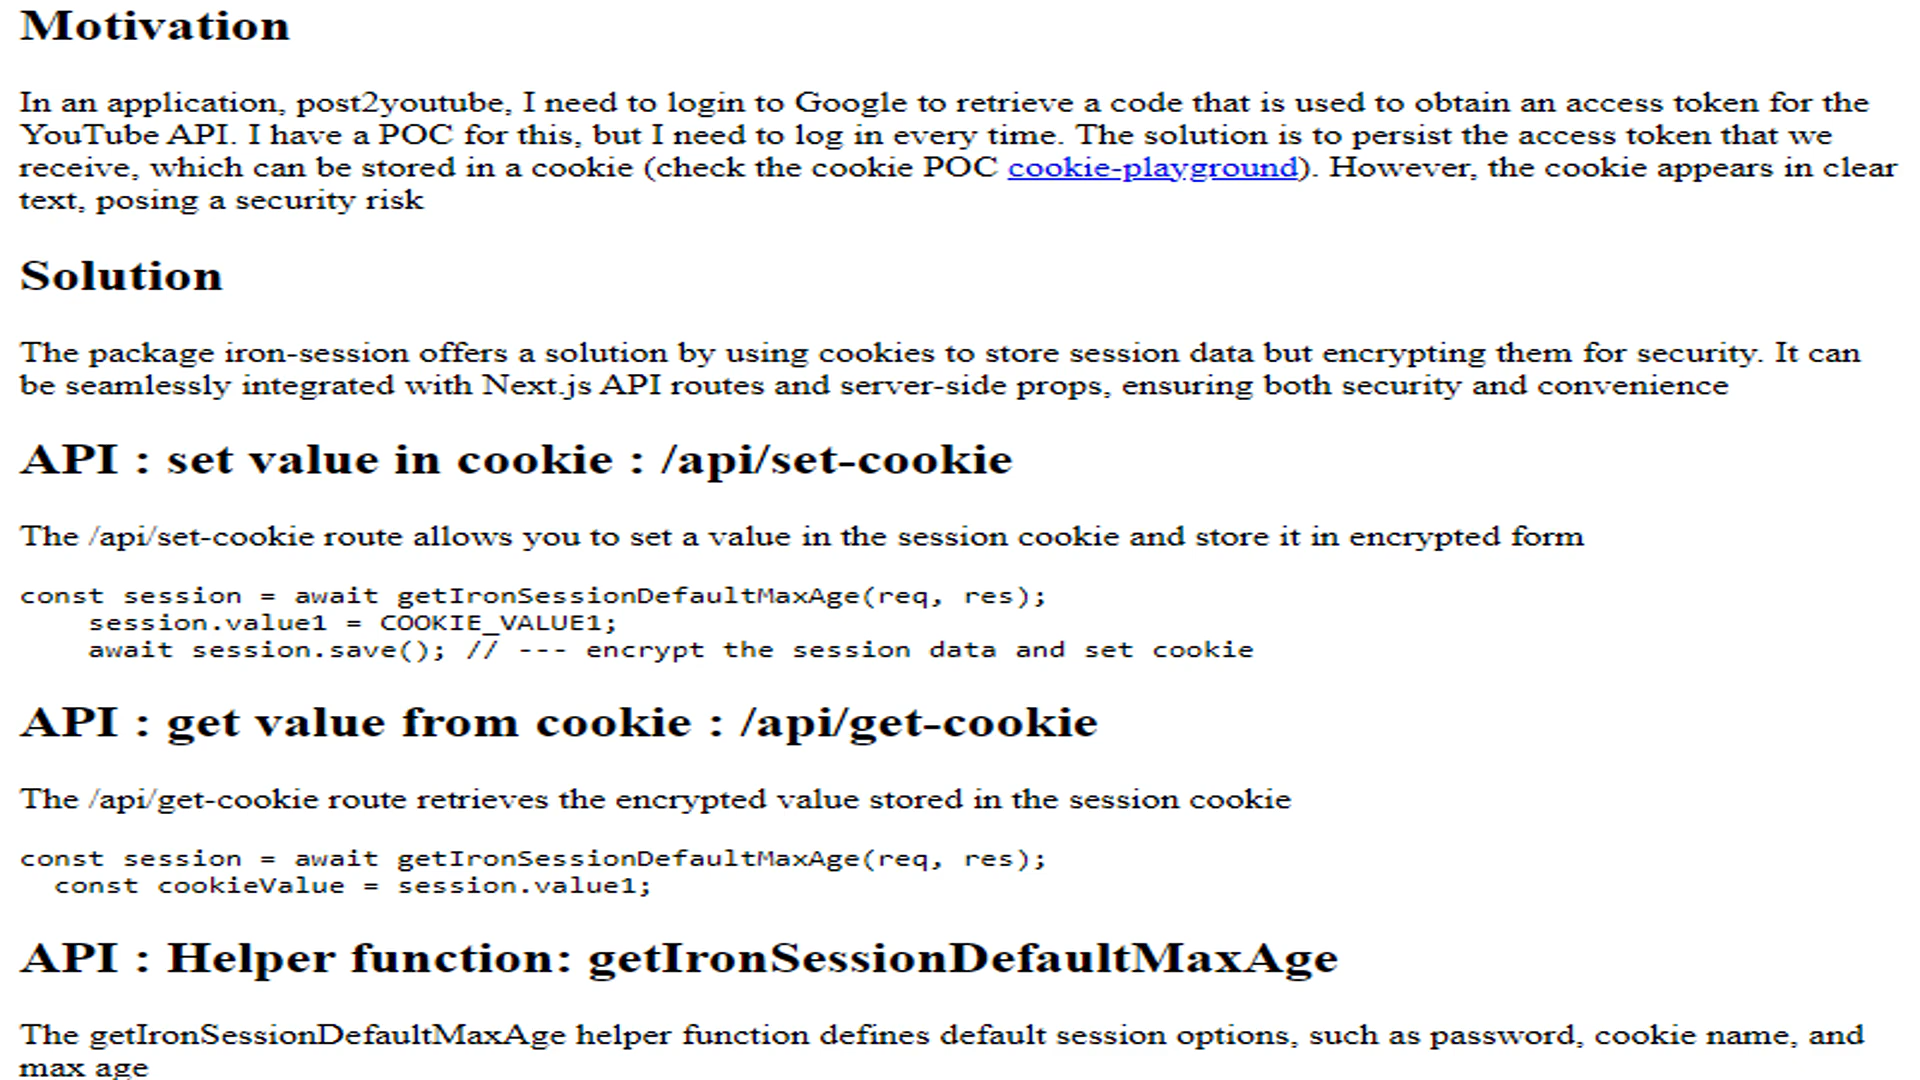 Motivation
In an application, post2youtube, I need to login to Google to retrieve a code that is used to obtain an access token for the
YouTube API. I have a POC for this, but I need to log in every time. The solution is to persist the access token that we
receive, which can be stored in a cookie (check the cookie POC cookie-playground). However, the cookie appears in clear
text, posing a security risk
Solution
The package iron-session offers a solution by using cookies to store session data but encrypting them for security. It can
be seamlessly integrated with Next.js API routes and server-side props, ensuring both security and convenience
API : set value in cookie : /api/set-cookie
The /api/set-cookie route allows you to set a value in the session cookie and store it in encrypted form
const session = await getIronSessionDefaultMaxAge(req, res);
    session.value1 = COOKIE_VALUE1;
    await session.save(); // --- encrypt the session data and set cookie
API : get value from cookie : /api/get-cookie
The /api/get-cookie route retrieves the encrypted value stored in the session cookie
const session = await getIronSessionDefaultMaxAge(req, res);
  const cookieValue = session.value1;
API : Helper function: getIronSessionDefaultMaxAge
The getIronSessionDefaultMaxAge helper function defines default session options, such as password, cookie name, and
max age